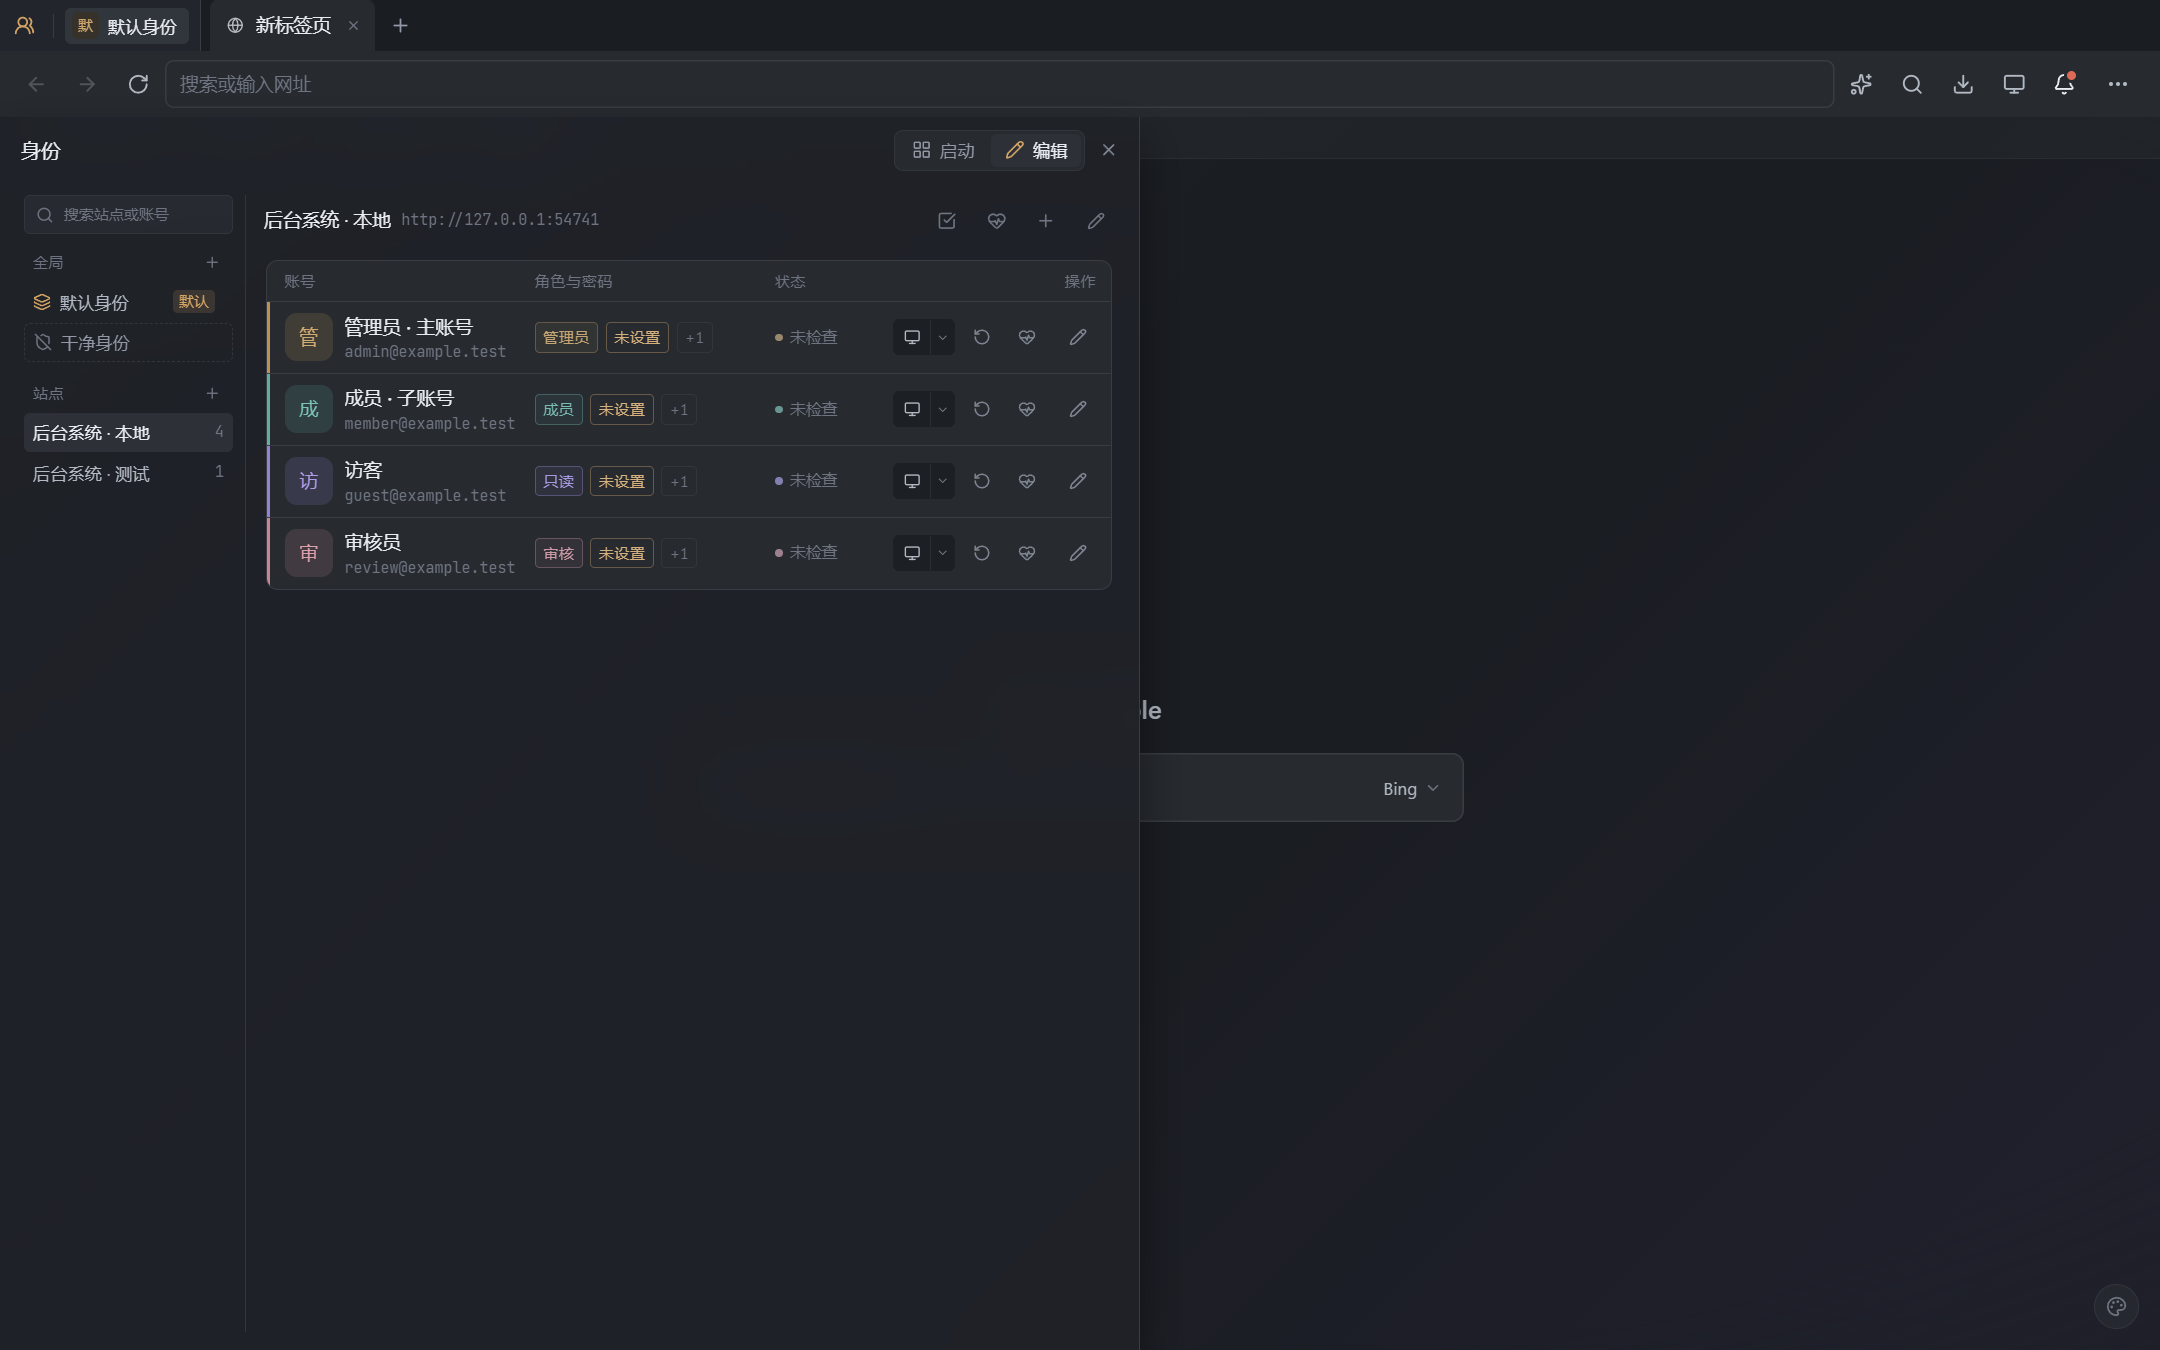 默 默认身份 新标签页
搜索或输入网址
身份
启动 编辑
搜索站点或账号
全局
默认身份 默认
干净身份
站点
后台系统 · 本地 4
后台系统 · 测试 1
后台系统 · 本地 http://127.0.0.1:54741
账号 角色与密码 状态 操作
管 管理员 · 主账号 管理员 未设置 +1 未检查
admin@example.test
成 成员 · 子账号 成员 未设置 +1 未检查
member@example.test
访 访客 只读 未设置 +1 未检查
guest@example.test
审 审核员 审核 未设置 +1 未检查
review@example.test
le
Bing